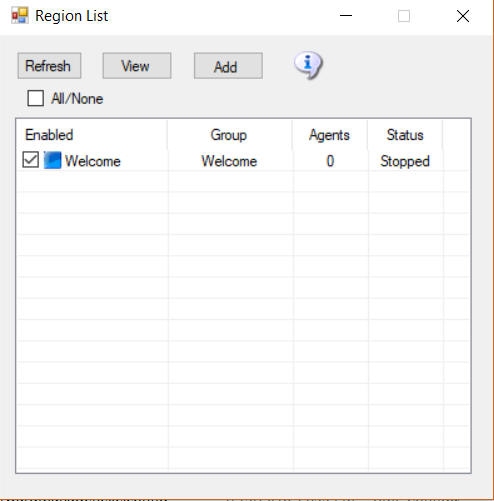 Region List
Refresh View Add
All/None
Enabled Group Agents Status
Welcome Welcome 0 Stopped